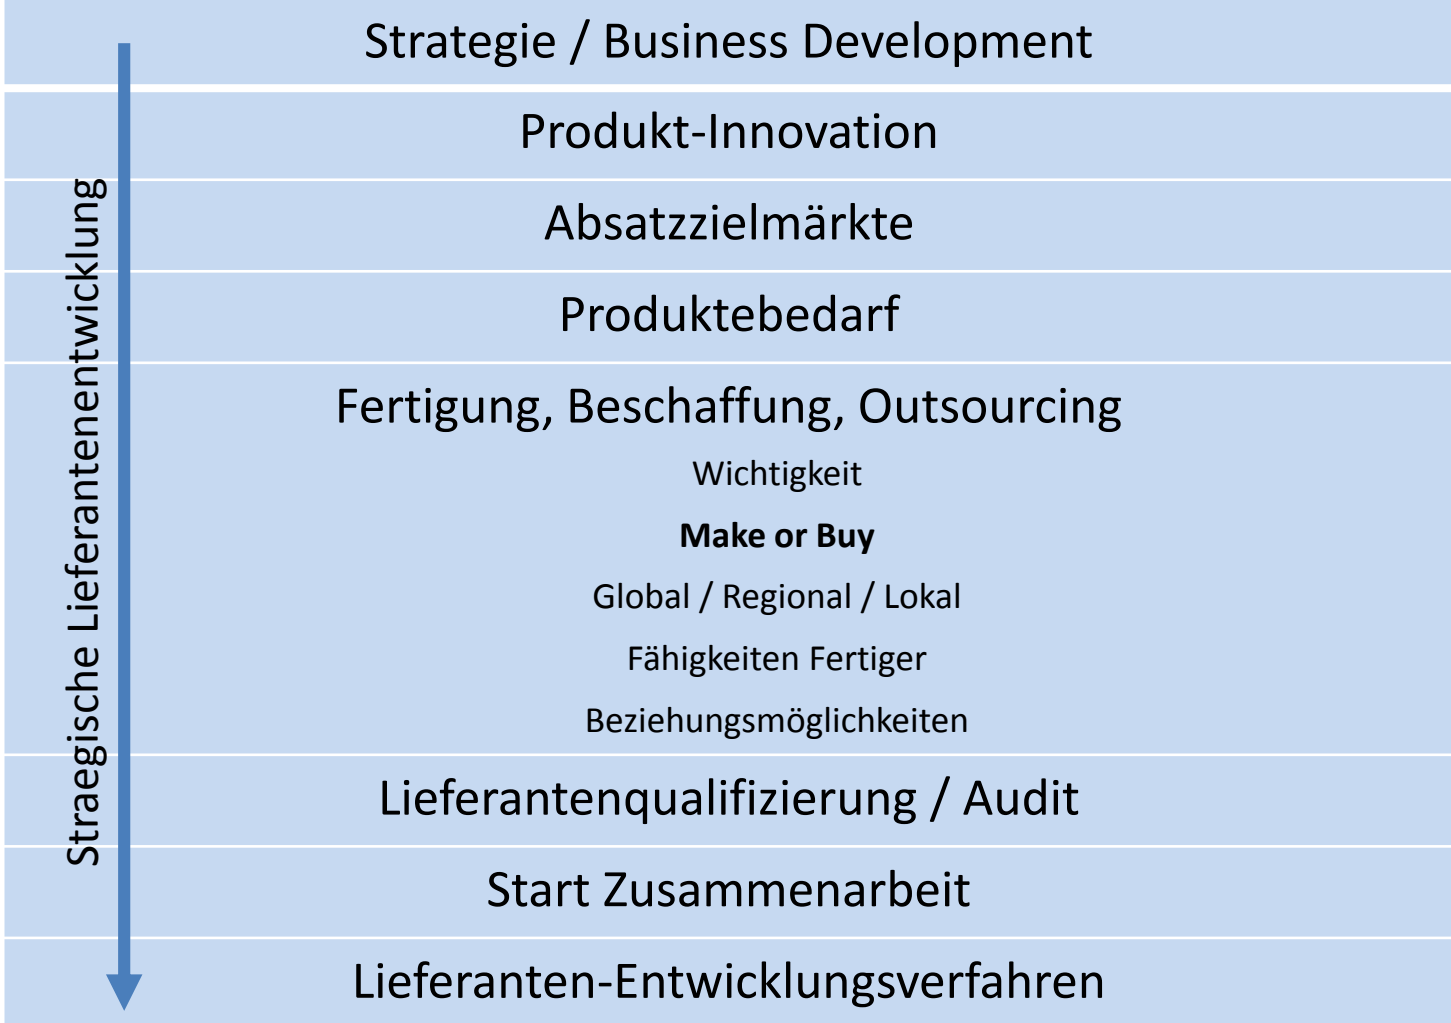 Strategie / Business Development
Produkt-Innovation
Absatzzielmärkte
Produktebedarf
Fertigung, Beschaffung, Outsourcing
Wichtigkeit
Make or Buy
Global / Regional / Lokal
Fähigkeiten Fertiger
Beziehungsmöglichkeiten
Lieferantenqualifizierung / Audit
Start Zusammenarbeit
Lieferanten-Entwicklungsverfahren
Straegische Lieferantenentwicklung